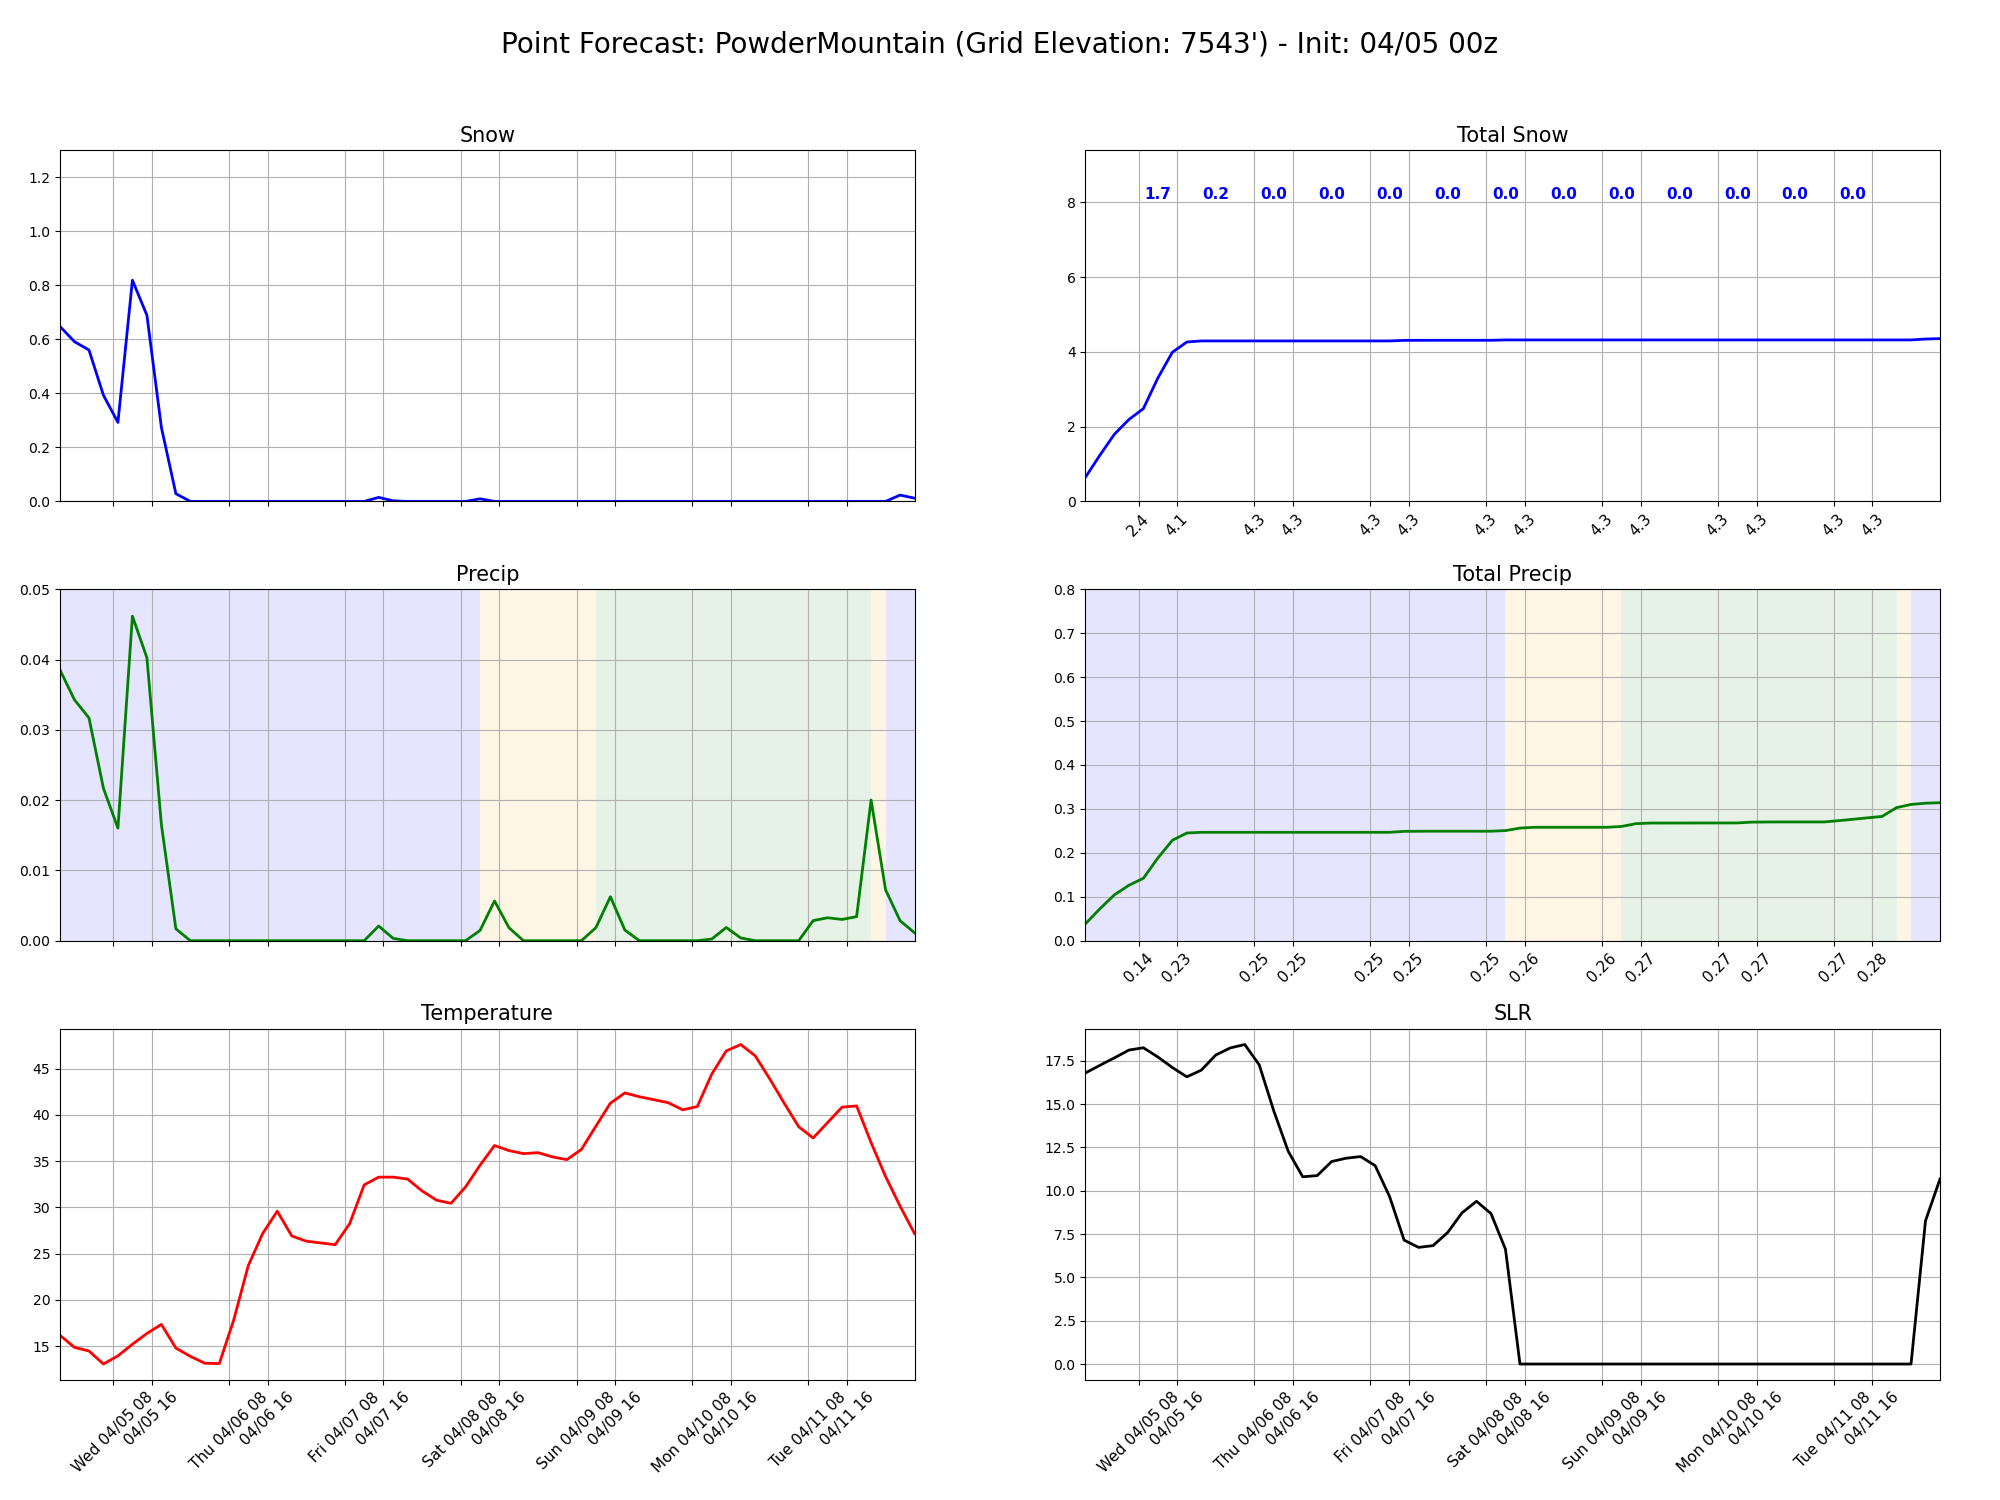 Point Forecast: PowderMountain (Grid Elevation: 7543') - Init: 04/05 00z
Snow
1.2
1.0
0.8
0.6
0.4
0.2
0.0
Total Snow
1.7 0.2 0.0 0.0 0.0 0.0 0.0 0.0 0.0 0.0 0.0 0.0 0.0
8
6
4
2
0
2.4 4.1 4.3 4.3 4.3 4.3 4.3 4.3 4.3 4.3 4.3 4.3 4.3 4.3
Precip
0.05
0.04
0.03
0.02
0.01
0.00
Total Precip
0.8
0.7
0.6
0.5
0.4
0.3
0.2
0.1
0.0
0.14 0.23 0.25 0.25 0.25 0.25 0.25 0.26 0.26 0.27 0.27 0.27 0.27 0.28
Temperature
45
40
35
30
25
20
15
Wed 04/05 08
04/05 16
Thu 04/06 08
04/06 16
Fri 04/07 08
04/07 16
Sat 04/08 08
04/08 16
Sun 04/09 08
04/09 16
Mon 04/10 08
04/10 16
Tue 04/11 08
04/11 16
SLR
17.5
15.0
12.5
10.0
7.5
5.0
2.5
0.0
Wed 04/05 08
04/05 16
Thu 04/06 08
04/06 16
Fri 04/07 08
04/07 16
Sat 04/08 08
04/08 16
Sun 04/09 08
04/09 16
Mon 04/10 08
04/10 16
Tue 04/11 08
04/11 16